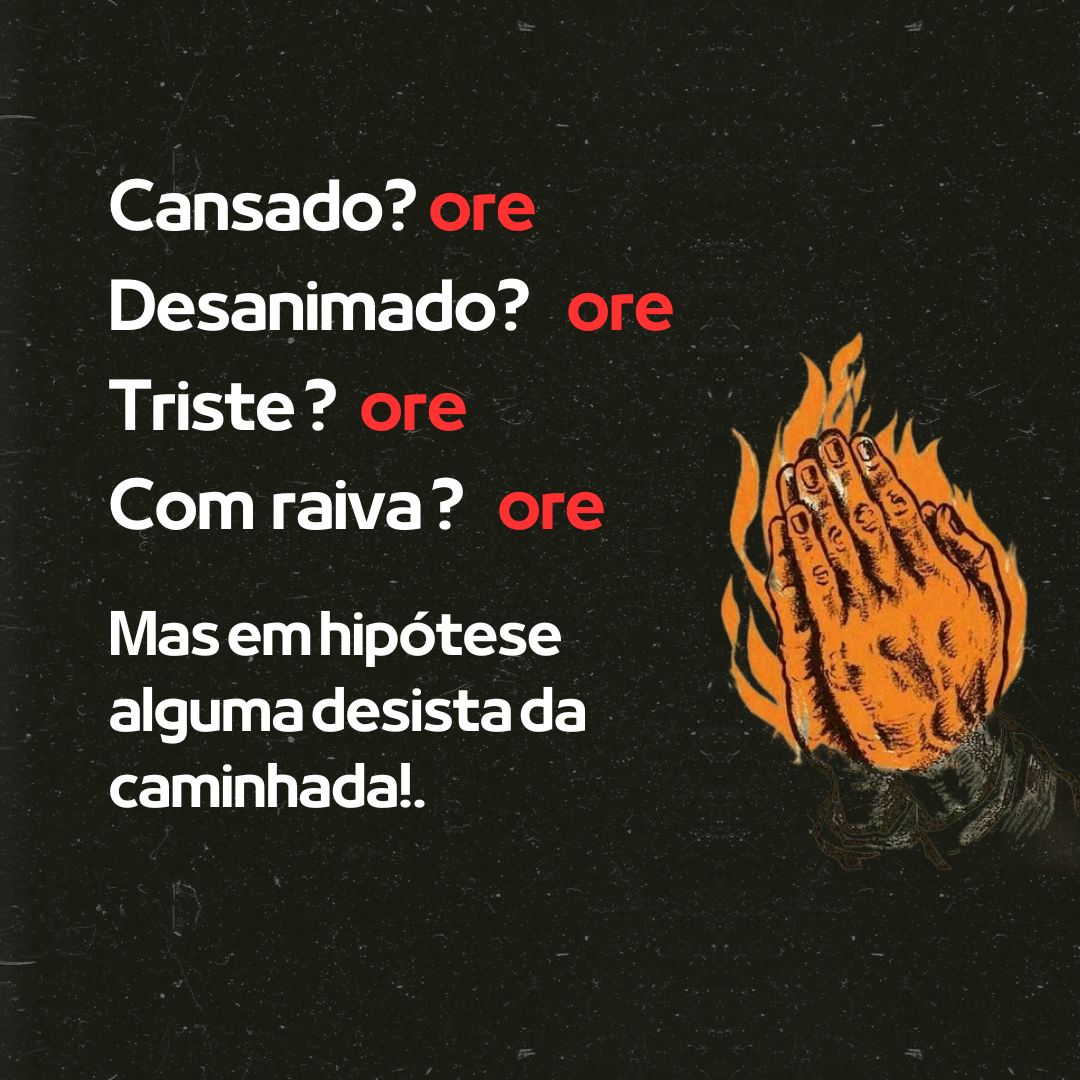 Cansado? ore
Desanimado? ore
Triste ? ore
Com raiva ? ore
Mas em hipótese
alguma desista da
caminhada!.